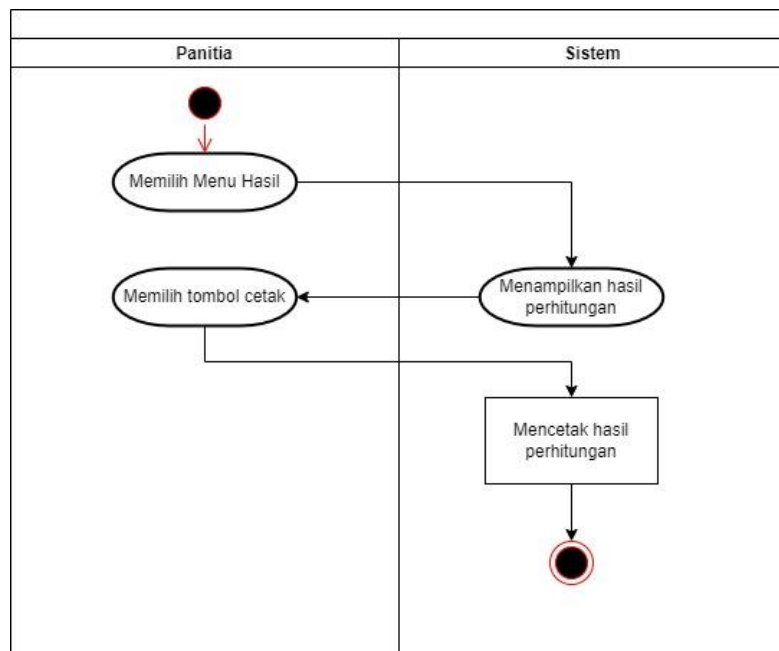 Panitia
Sistem
Memilih Menu Hasil
Menampilkan hasil
perhitungan
Memilih tombol cetak
Mencetak hasil
perhitungan